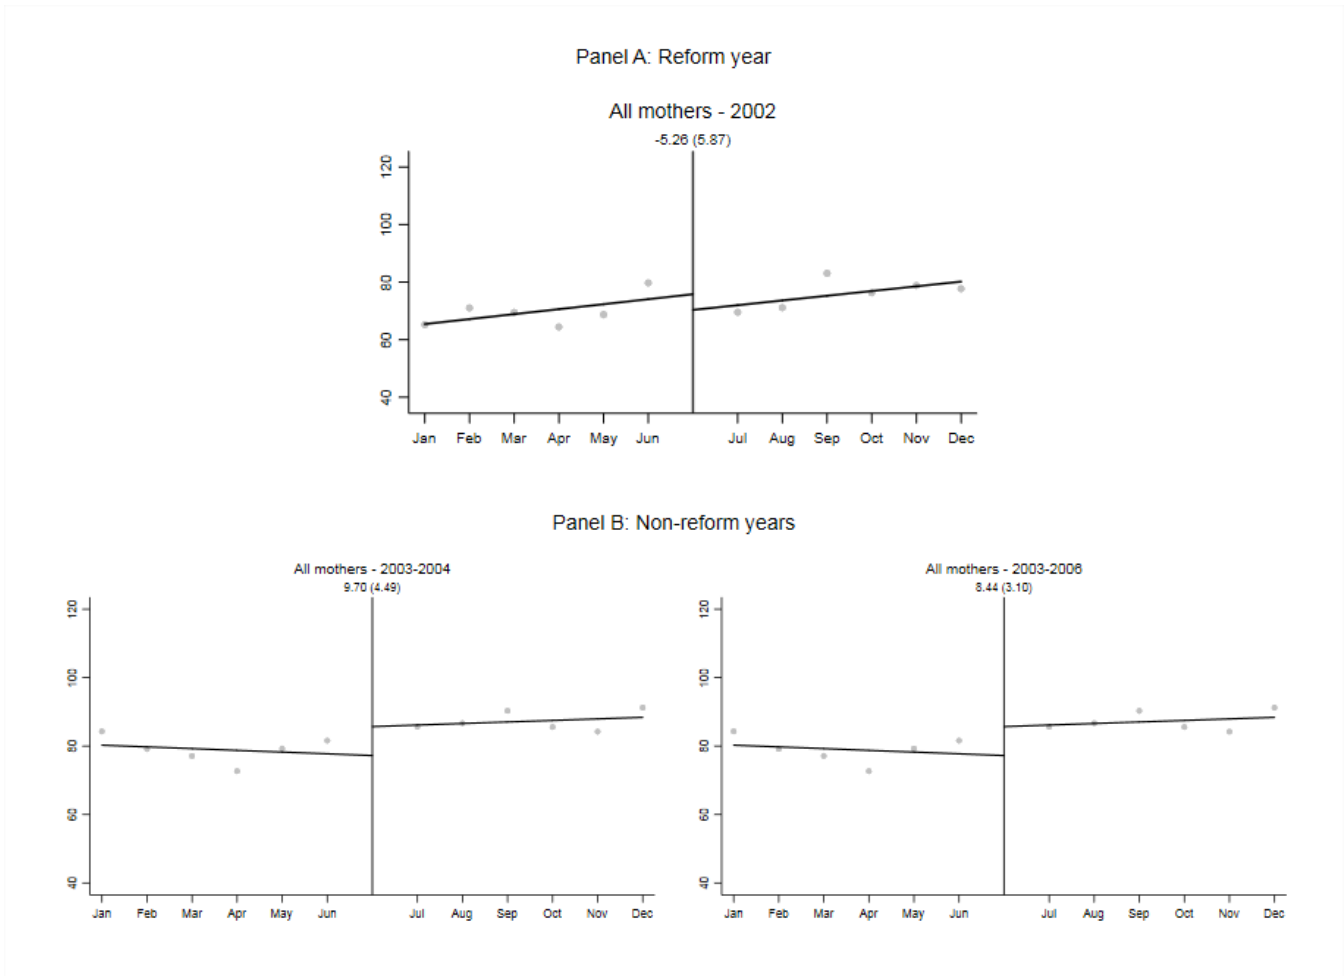 Panel A: Reform year
All mothers - 2002
-5.26 (5.87)
120
100
80
60
40
Jan Feb Mar Apr May Jun Jul Aug Sep Oct Nov Dec
Panel B: Non-reform years
All mothers - 2003-2004
9.70 (4.49)
120
100
80
60
40
Jan Feb Mar Apr May Jun Jul Aug Sep Oct Nov Dec
All mothers - 2003-2006
8.44 (3.10)
120
100
80
60
40
Jan Feb Mar Apr May Jun Jul Aug Sep Oct Nov Dec